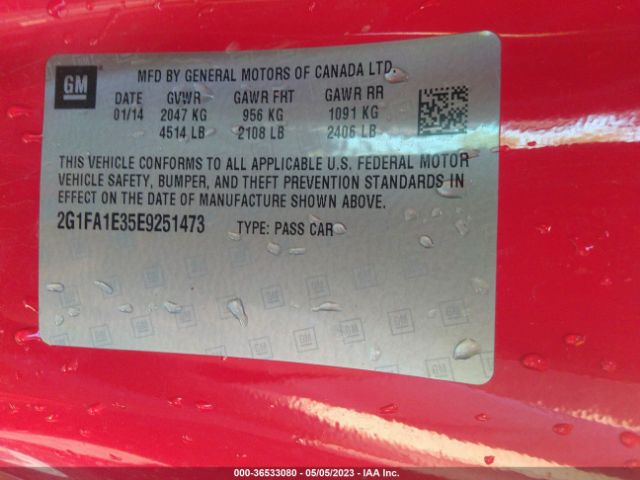 GM
MFD BY GENERAL MOTORS OF CANADA LTD
DATE GVWR GAWR FRT GAWR RR
01/14 2047 KG 956 KG 1091 KG
4514 LB 2108 LB 2406 LB
THIS VEHICLE CONFORMS TO ALL APPLICABLE U.S. FEDERAL MOTOR
VEHICLE SAFETY, BUMPER, AND THEFT PREVENTION STANDARDS IN
EFFECT ON THE DATE OF MANUFACTURE SHOWN ABOVE.
2G1FA1E35E9251473 TYPE: PASS CAR
000-36533080 - 05/05/2023 - IAA Inc.